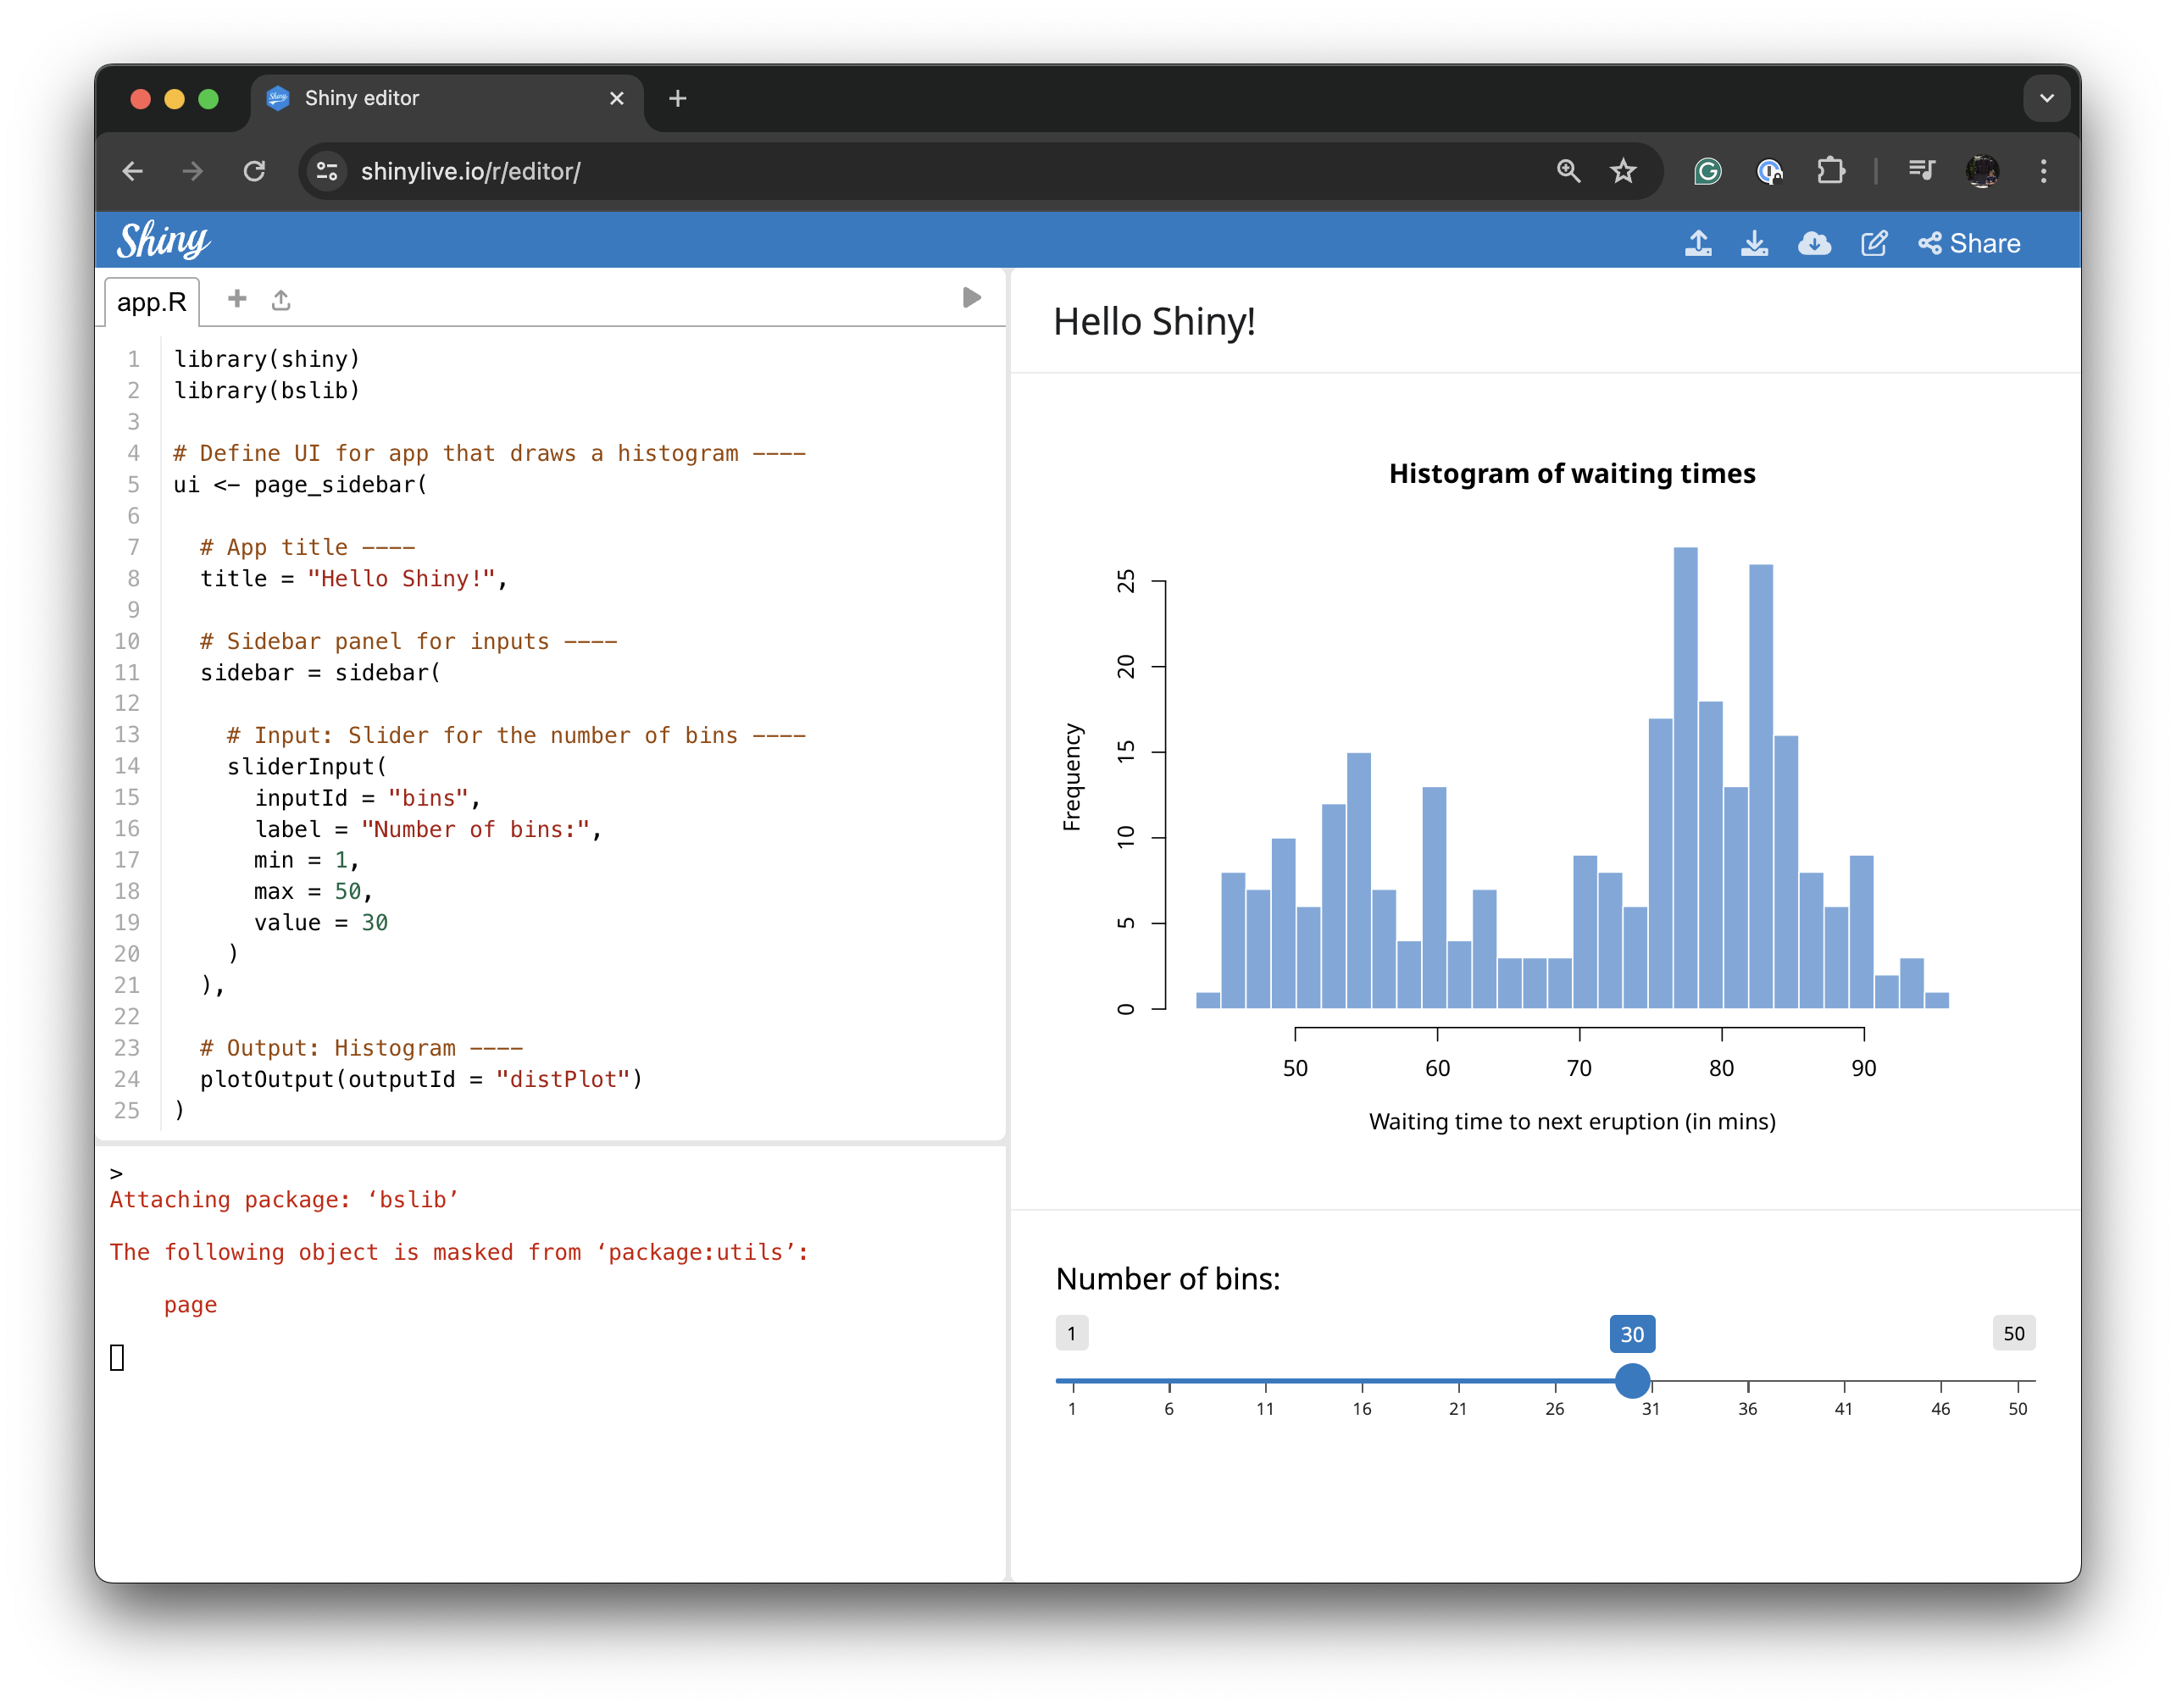 Shiny editor
shinylive.io/r/editor/
Shiny
Share
app.R
1 library(shiny)
2 library(bslib)
3
4 # Define UI for app that draws a histogram ----
5 ui <- page_sidebar(
6
7 # App title ----
8 title = "Hello Shiny!",
9
10 # Sidebar panel for inputs ----
11 sidebar = sidebar(
12
13 # Input: Slider for the number of bins ----
14 sliderInput(
15 inputId = "bins",
16 label = "Number of bins:",
17 min = 1,
18 max = 50,
19 value = 30
20 )
21 ),
22
23 # Output: Histogram ----
24 plotOutput(outputId = "distPlot")
25 )
>
Attaching package: ‘bslib’
The following object is masked from ‘package:utils’:
page
Hello Shiny!
Histogram of waiting times
Frequency
25
20
15
10
5
0
50 60 70 80 90
Waiting time to next eruption (in mins)
Number of bins:
1 30 50
1 6 11 16 21 26 31 36 41 46 50